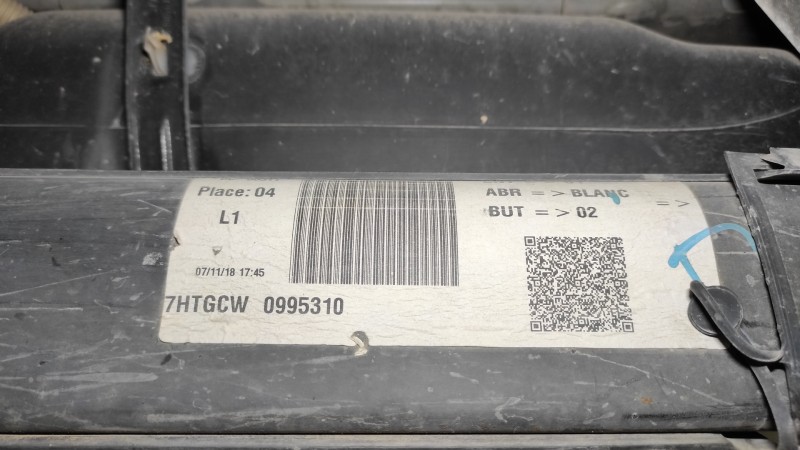 Place: 04
L1
07/11/18 17:45
7HTGCW 0995310
ABR = > BLANC
= >
BUT = > 02